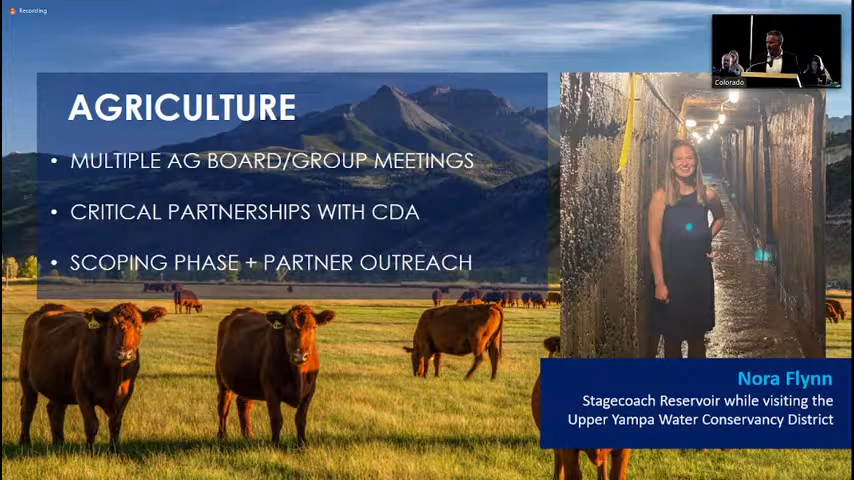 Recording
Colorado
AGRICULTURE
• MULTIPLE AG BOARD/GROUP MEETINGS
• CRITICAL PARTNERSHIPS WITH CDA
• SCOPING PHASE + PARTNER OUTREACH
Nora Flynn
Stagecoach Reservoir while visiting the
Upper Yampa Water Conservancy District